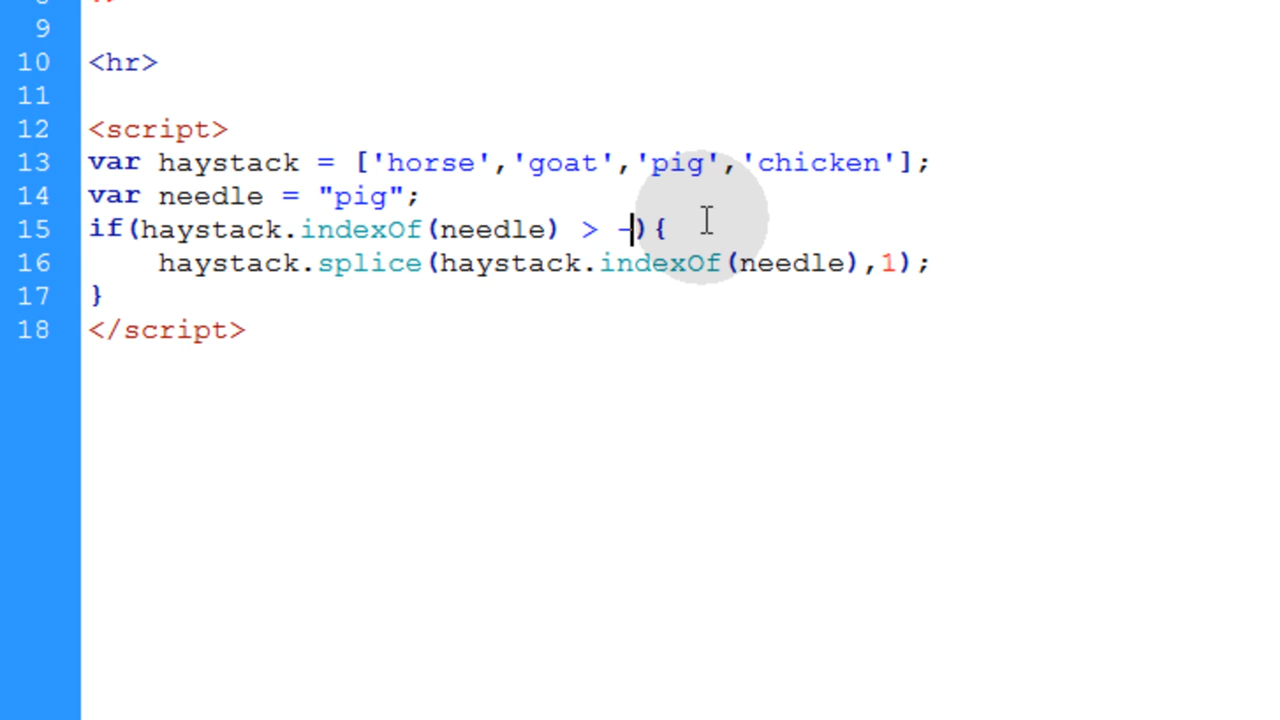 9
10 <hr>
11
12 <script>
13 var haystack = ['horse','goat','pig','chicken'];
14 var needle = "pig";
15 if(haystack.indexOf(needle) > -){
16 haystack.splice(haystack.indexOf(needle),1);
17 }
18 </script>